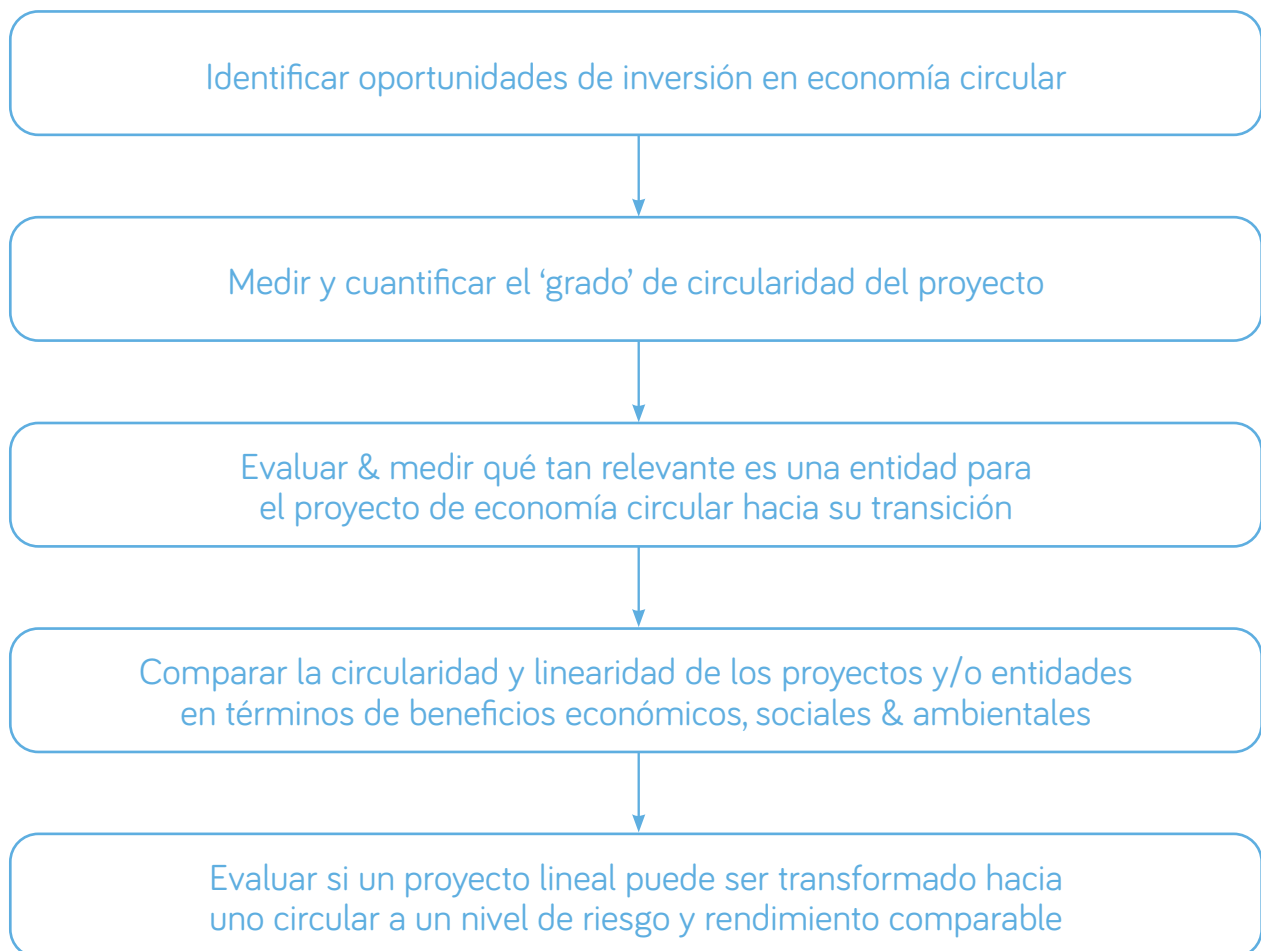 Identificar oportunidades de inversión en economía circular
Medir y cuantificar el ‘grado’ de circularidad del proyecto
Evaluar & medir qué tan relevante es una entidad para
el proyecto de economía circular hacia su transición
Comparar la circularidad y linearidad de los proyectos y/o entidades
en términos de beneficios económicos, sociales & ambientales
Evaluar si un proyecto lineal puede ser transformado hacia
uno circular a un nivel de riesgo y rendimiento comparable